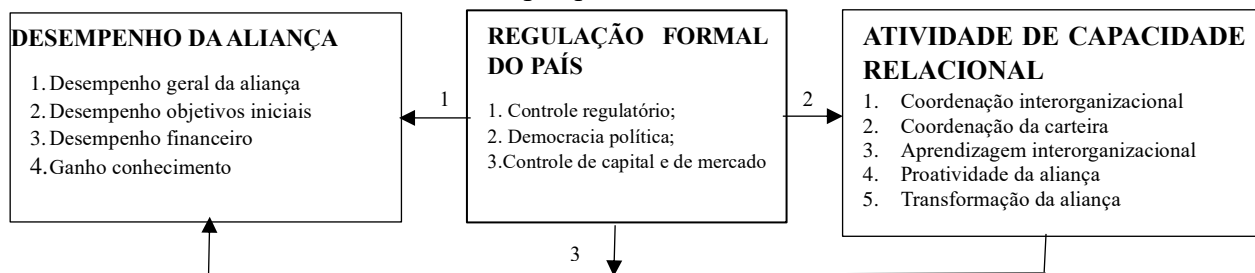 DESEMPENHO DA ALIANÇA
1. Desempenho geral da aliança
2. Desempenho objetivos iniciais
3. Desempenho financeiro
4. Ganho conhecimento
1
REGULAÇÃO FORMAL
DO PAÍS
1. Controle regulatório;
2. Democracia política;
3.Controle de capital e de mercado
2
ATIVIDADE DE CAPACIDADE
RELACIONAL
1. Coordenação interorganizacional
2. Coordenação da carteira
3. Aprendizagem interorganizacional
4. Proatividade da aliança
5. Transformação da aliança
3